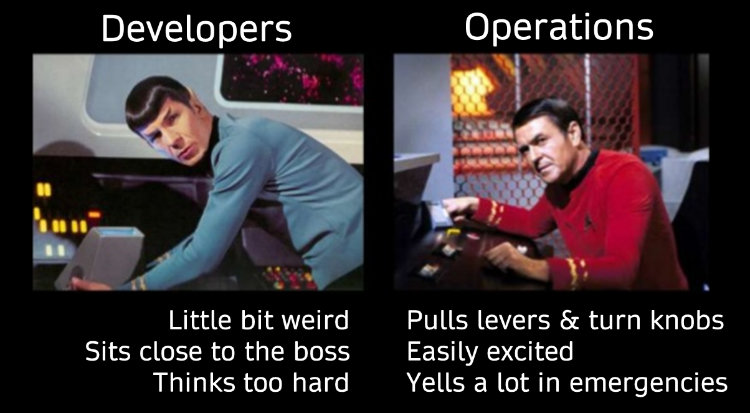 Developers
Operations
Little bit weird
Sits close to the boss
Thinks too hard
Pulls levers & turn knobs
Easily excited
Yells a lot in emergencies